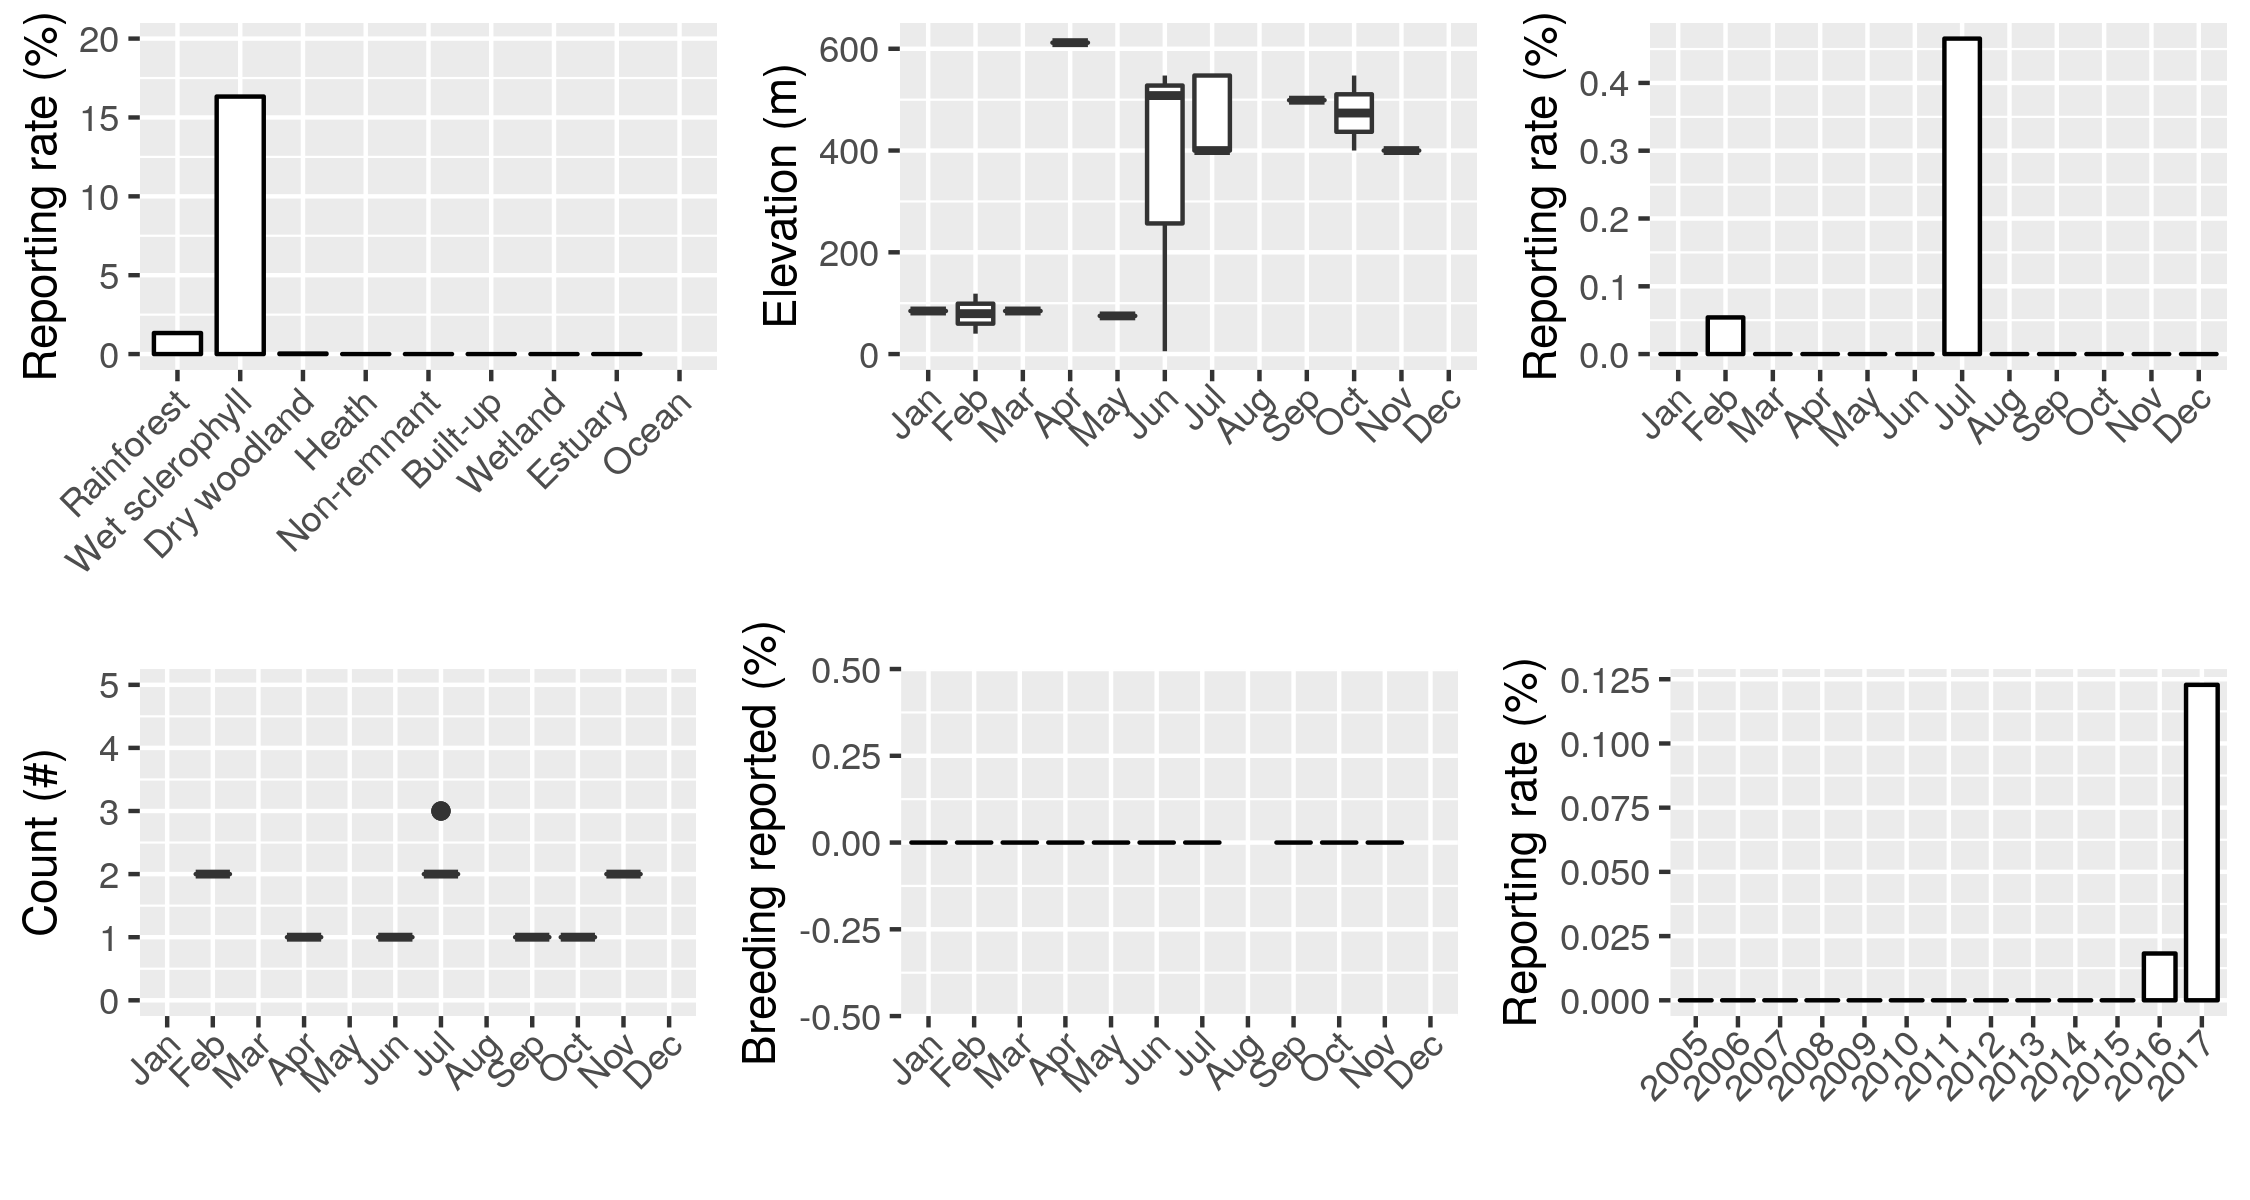 Reporting rate (%)
20
15
10
5
0
Rainforest
Wet sclerophyll
Dry woodland
Heath
Non-remnant
Built-up
Wetland
Estuary
Ocean
Elevation (m)
600
400
200
0
Jan
Feb
Mar
Apr
May
Jun
Jul
Aug
Sep
Oct
Nov
Dec
Reporting rate (%)
0.4
0.3
0.2
0.1
0.0
Jan
Feb
Mar
Apr
May
Jun
Jul
Aug
Sep
Oct
Nov
Dec
Count (#)
5
4
3
2
1
0
Jan
Feb
Mar
Apr
May
Jun
Jul
Aug
Sep
Oct
Nov
Dec
Breeding reported (%)
0.50
0.25
0.00
-0.25
-0.50
Jan
Feb
Mar
Apr
May
Jun
Jul
Aug
Sep
Oct
Nov
Dec
Reporting rate (%)
0.125
0.100
0.075
0.050
0.025
0.000
2005
2006
2007
2008
2009
2010
2011
2012
2013
2014
2015
2016
2017